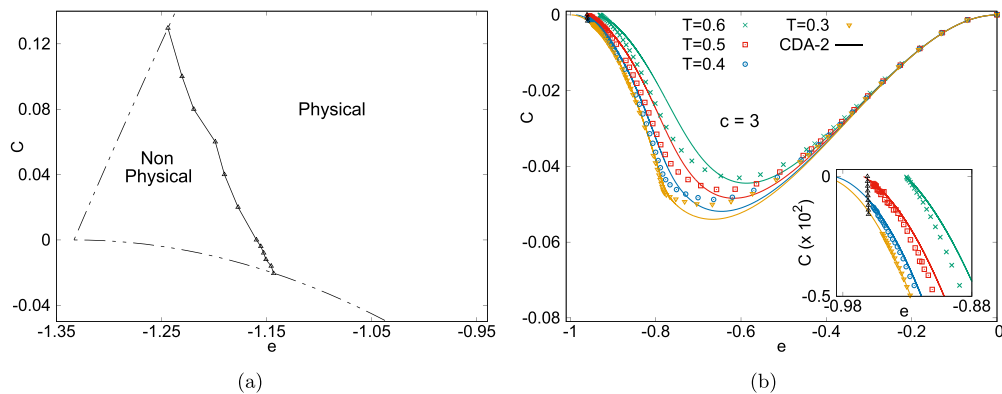 0.12
0.08
0.04
0
-0.04
C
Non
Physical
Physical
-1.33
-1.25
-1.15
-1.05
-0.94
e
(a)
0
-0.02
-0.04
-0.06
-0.08
C
T=0.6
T=0.3
T=0.5
CDA-2
T=0.4
c = 3
0
-0.5
C (x 10²)
-0.98
-0.88
e
-1
-0.8
-0.6
-0.4
-0.2
0
e
(b)